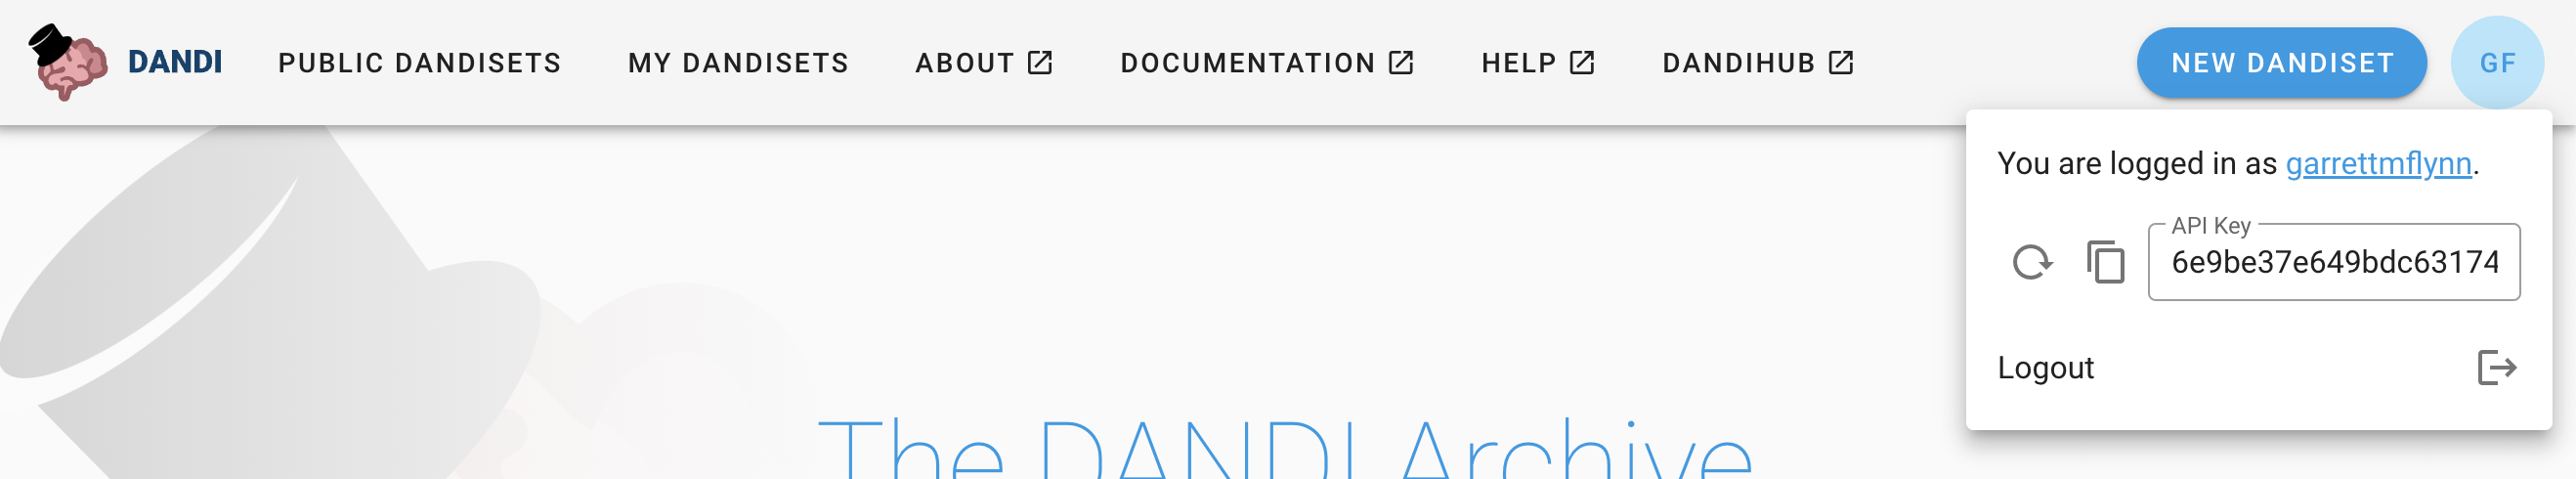 DANDI PUBLIC DANDISETS MY DANDISETS ABOUT DOCUMENTATION HELP DANDIHUB NEW DANDISET GF
You are logged in as garrettmflynn.
API Key
6e9be37e649bdc63174
Logout
The DANDI Archive